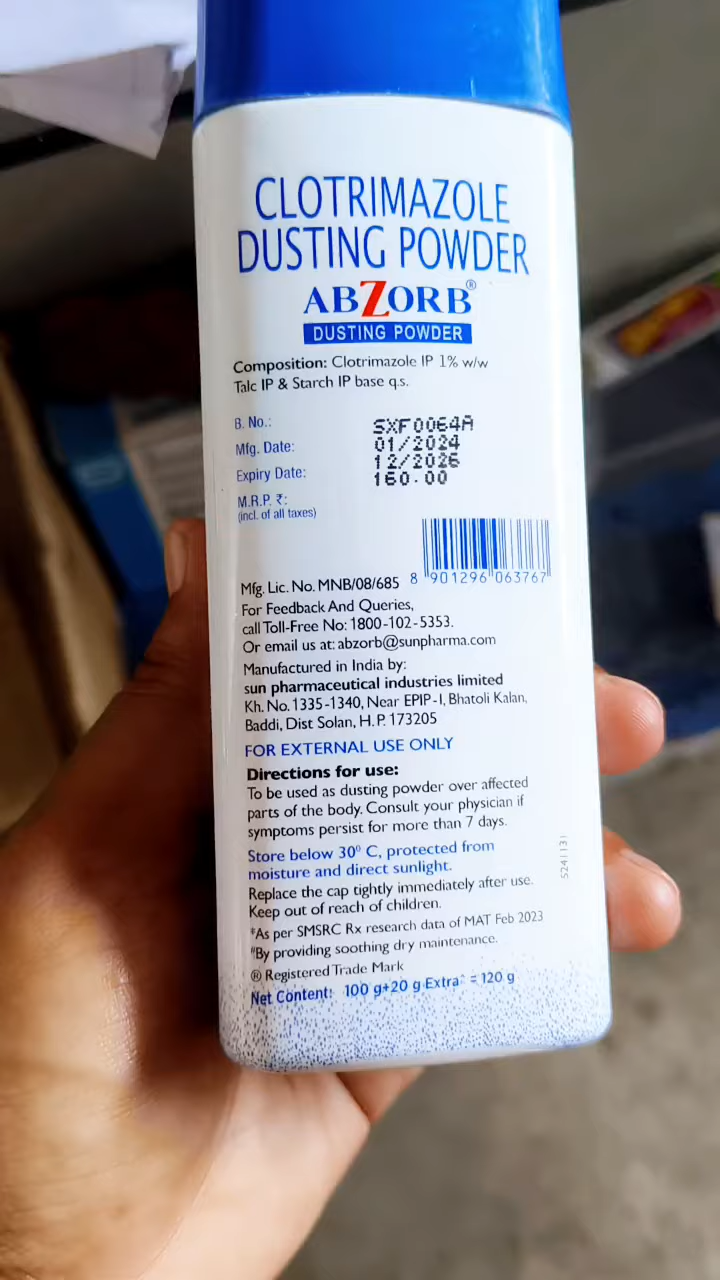 CLOTRIMAZOLE
DUSTING POWDER
ABZORB®
DUSTING POWDER
Composition: Clotrimazole IP 1% w/w
Talc IP & Starch IP base q.s.
B. No.: SXF0064A
Mfg. Date: 01/2024
Expiry Date: 12/2026
M.R.P. ₹: 160.00
(incl. of all taxes)
8 901296 063767
Mfg. Lic. No. MNB/08/685
For Feedback And Queries,
call Toll-Free No: 1800-102-5353.
Or email us at: abzorb@sunpharma.com
Manufactured in India by:
sun pharmaceutical industries limited
Kh. No. 1335-1340, Near EPIP-I, Bhatoli Kalan,
Baddi, Dist Solan, H.P. 173205
FOR EXTERNAL USE ONLY
Directions for use:
To be used as dusting powder over affected
parts of the body. Consult your physician if
symptoms persist for more than 7 days.
Store below 30° C, protected from
moisture and direct sunlight.
Replace the cap tightly immediately after use.
Keep out of reach of children.
*As per SMSRC Rx research data of MAT Feb 2023
#By providing soothing dry maintenance.
® Registered Trade Mark
Net Content: 100 g+20 g Extra^ = 120 g
5241131